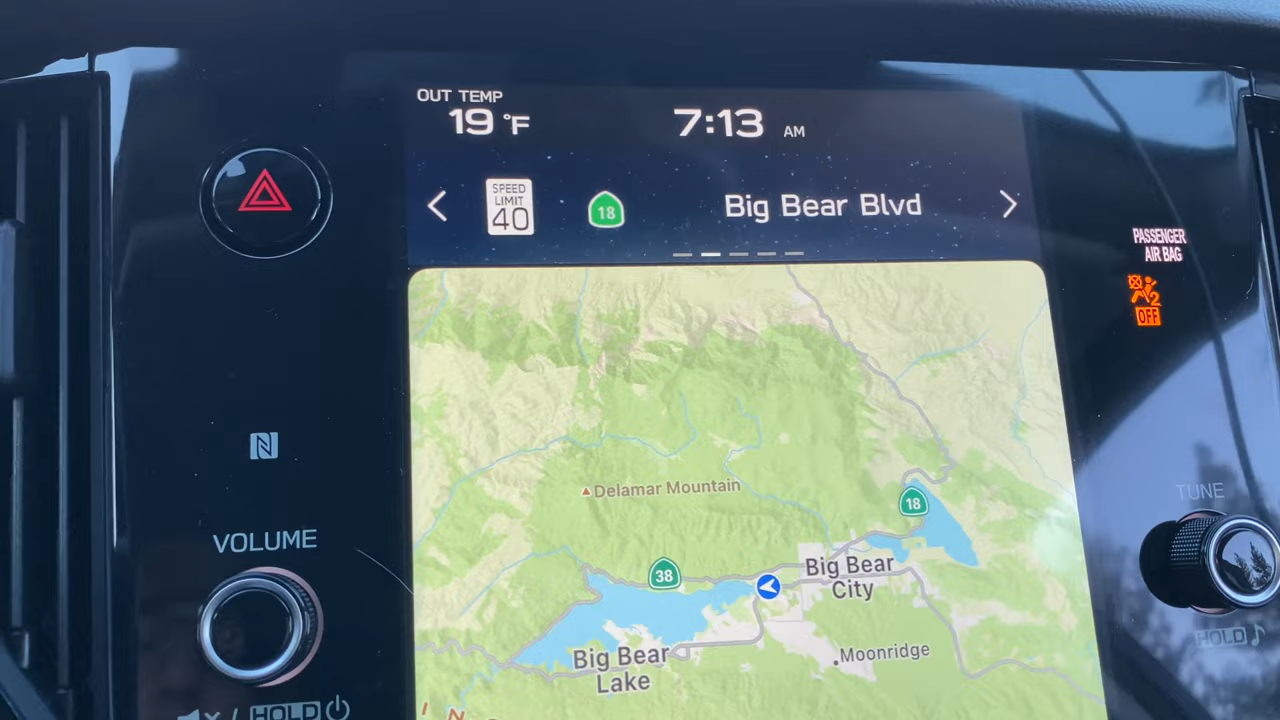 OUT TEMP
19 °F
7:13 AM
SPEED
LIMIT
40
18
Big Bear Blvd
PASSENGER
AIR BAG
2
OFF
Delamar Mountain
TUNE
18
VOLUME
38
Big Bear
City
Big Bear
Lake
Moonridge
HOLD
/ HOLD